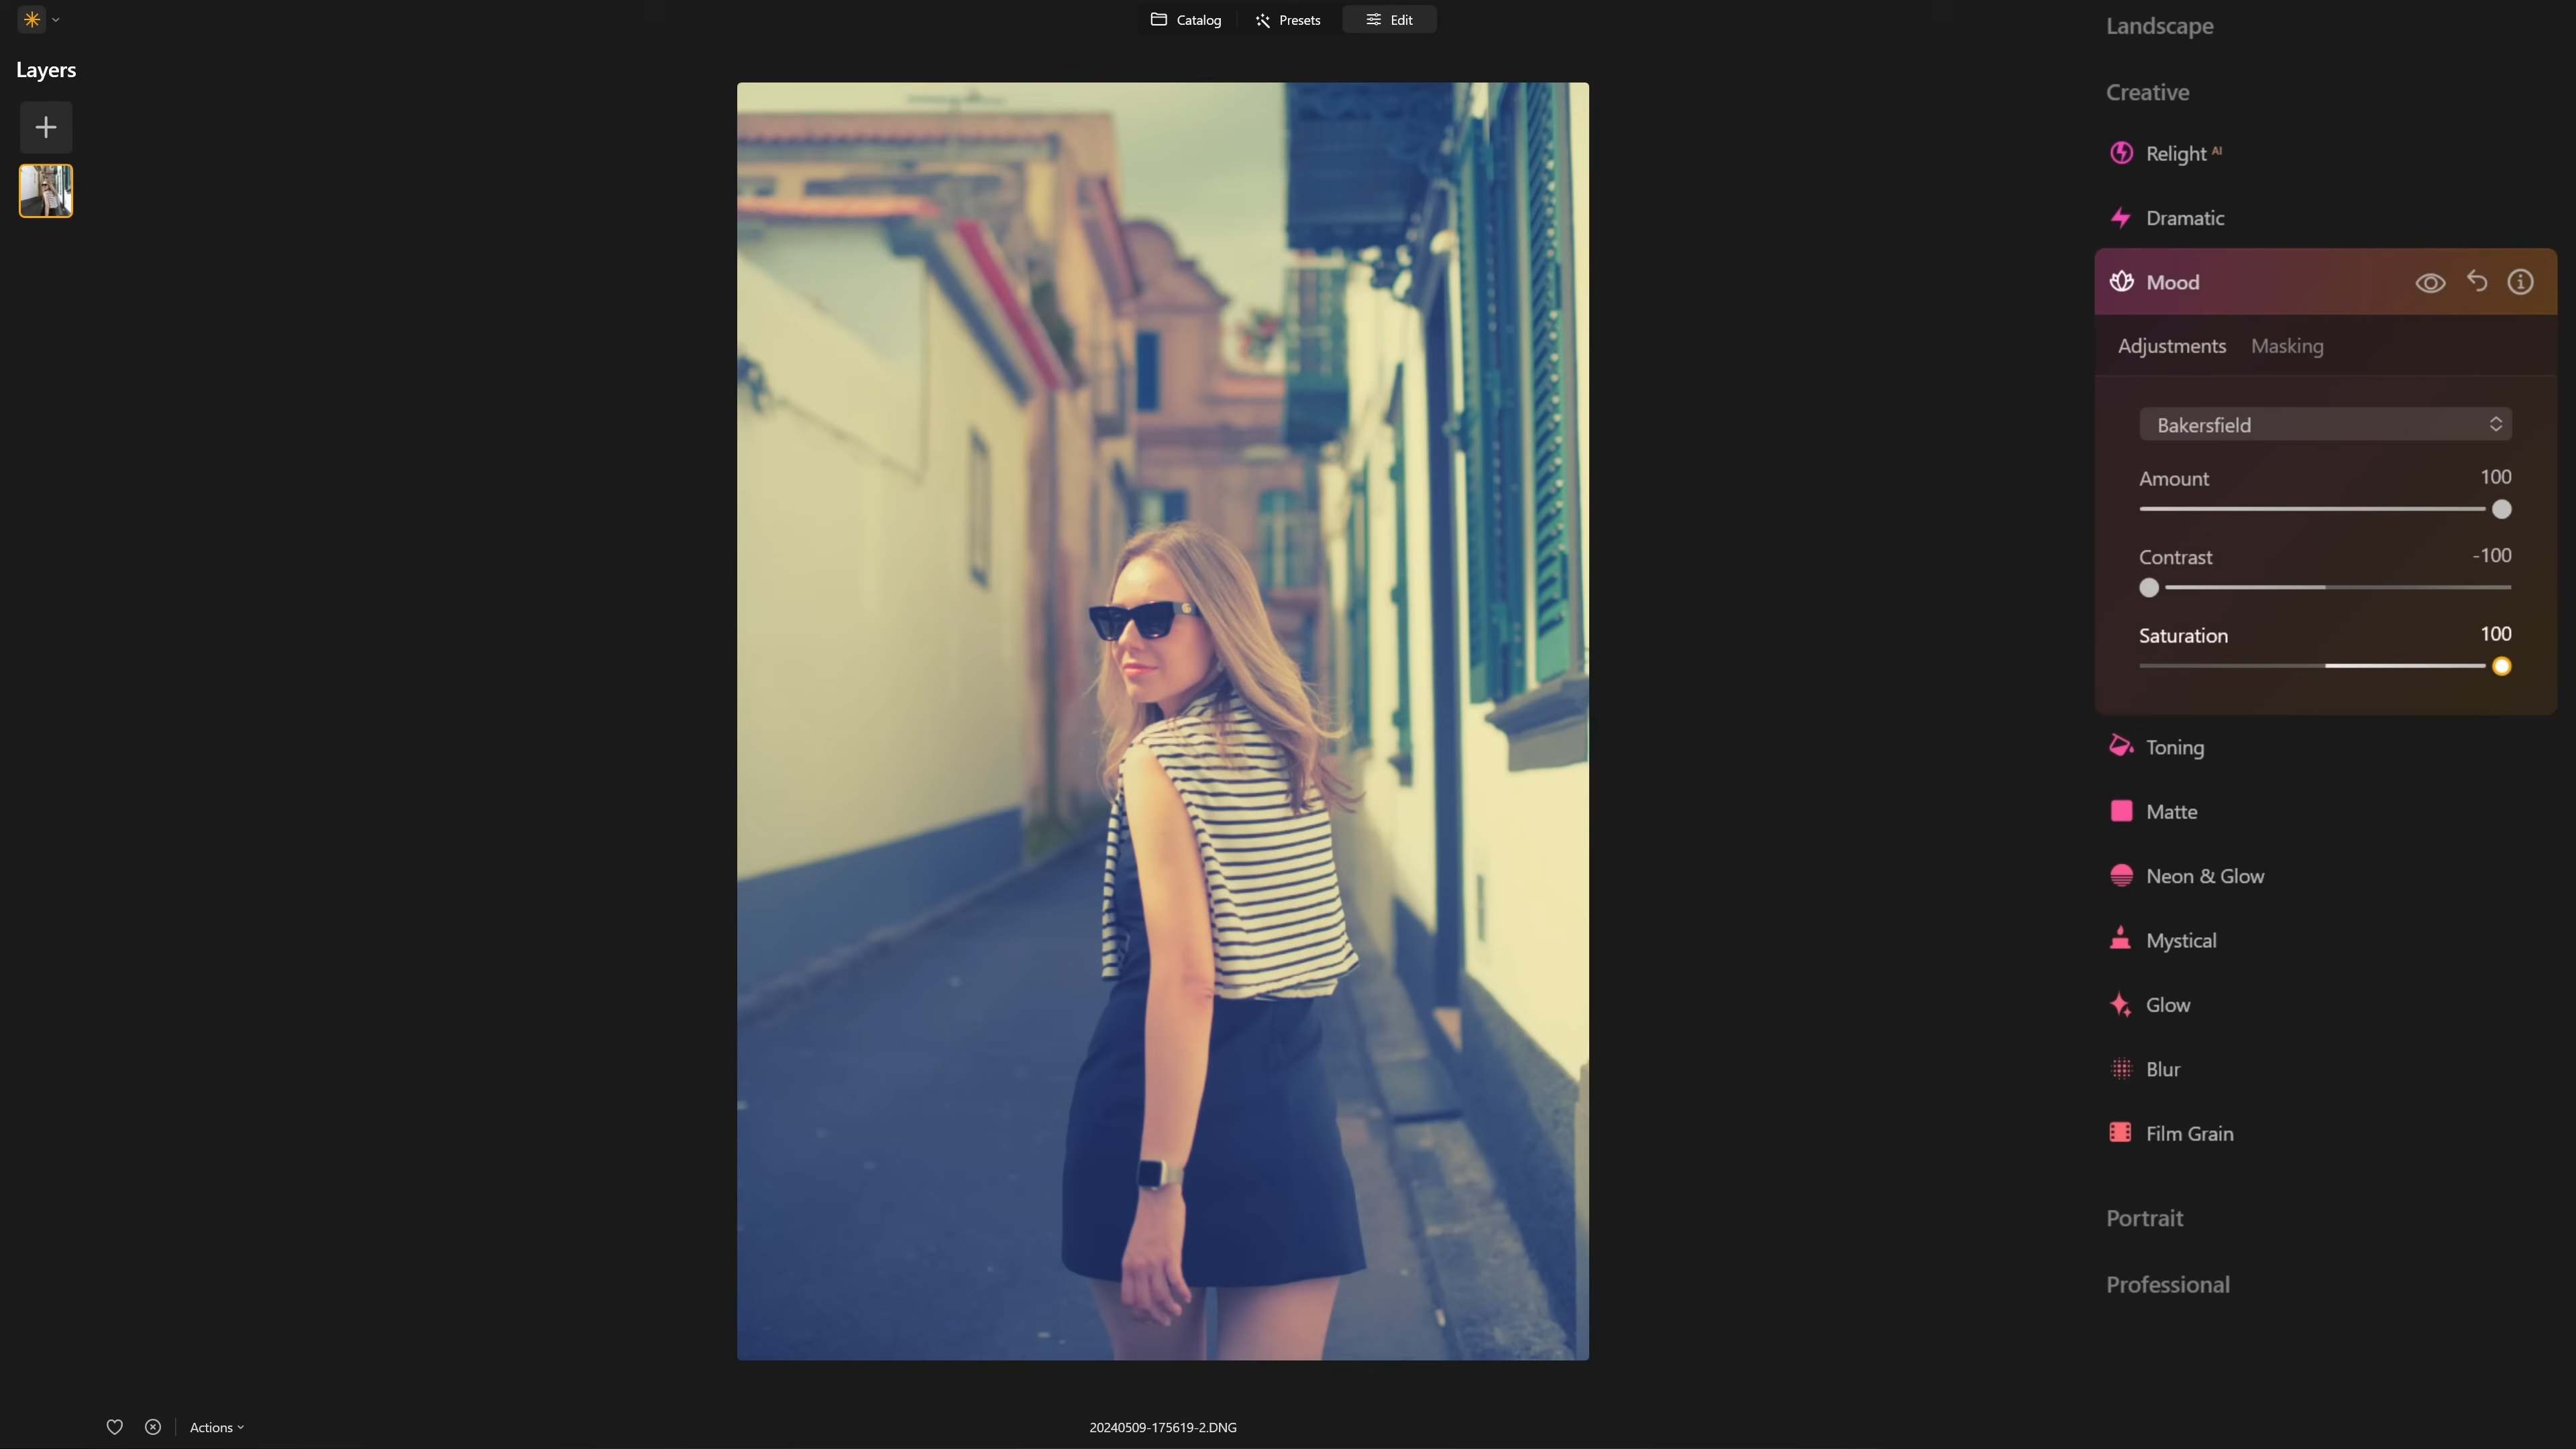 Catalog
Presets
Edit
Layers
Landscape
Creative
Relight AI
Dramatic
Mood
Adjustments Masking
Bakersfield
Amount 100
Contrast -100
Saturation 100
Toning
Matte
Neon & Glow
Mystical
Glow
Blur
Film Grain
Portrait
Professional
Actions
20240509-175619-2.DNG